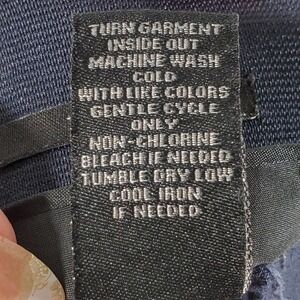 TURN GARMENT
INSIDE OUT
MACHINE WASH
COLD
WITH LIKE COLORS
GENTLE CYCLE
ONLY
NON-CHLORINE
BLEACH IF NEEDED
TUMBLE DRY LOW
COOL IRON
IF NEEDED